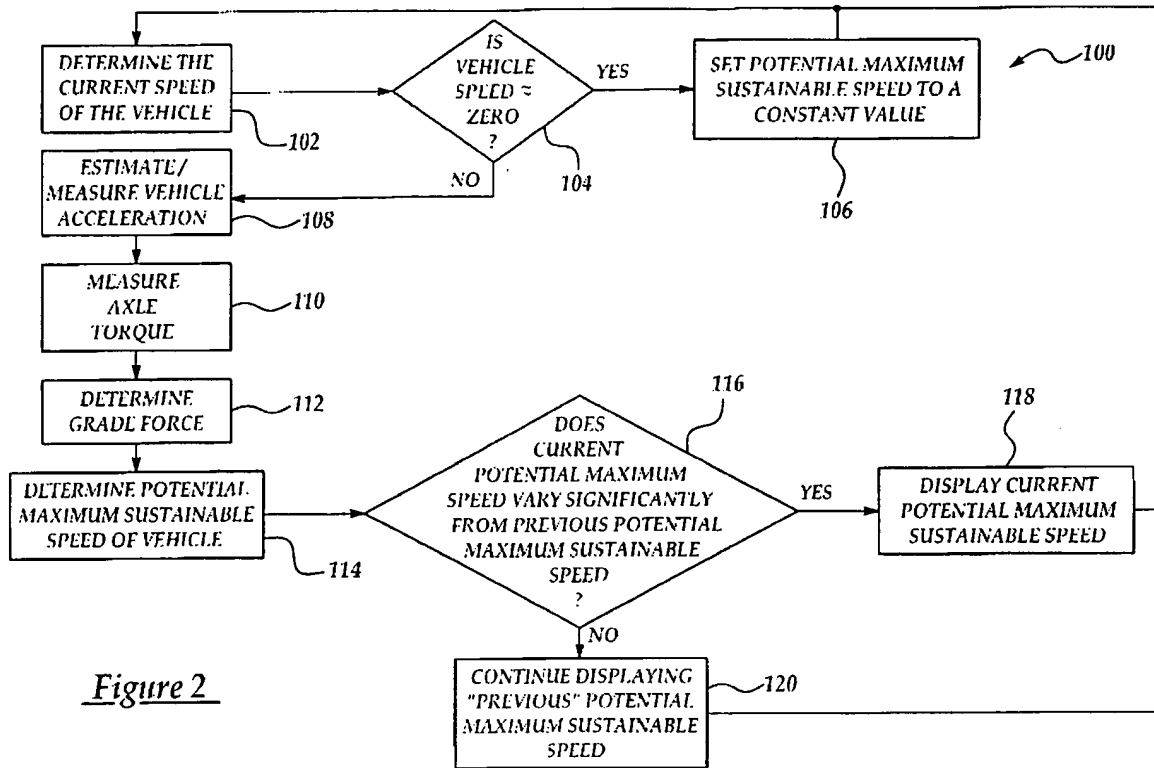 DETERMINE THE
CURRENT SPEED
OF THE VEHICLE
102
IS
VEHICLE
SPEED ≈
ZERO
?
104
YES
NO
SET POTENTIAL MAXIMUM
SUSTAINABLE SPEED TO A
CONSTANT VALUE
106
100
ESTIMATE/
MEASURE VEHICLE
ACCELERATION
108
MEASURE
AXLE
TORQUE
110
DETERMINE
GRADE FORCE
112
DETERMINE POTENTIAL
MAXIMUM SUSTAINABLE
SPEED OF VEHICLE
114
DOES
CURRENT
POTENTIAL MAXIMUM
SPEED VARY SIGNIFICANTLY
FROM PREVIOUS POTENTIAL
MAXIMUM SUSTAINABLE
SPEED
?
116
YES
NO
DISPLAY CURRENT
POTENTIAL MAXIMUM
SUSTAINABLE SPEED
118
CONTINUE DISPLAYING
"PREVIOUS" POTENTIAL
MAXIMUM SUSTAINABLE
SPEED
120
Figure 2